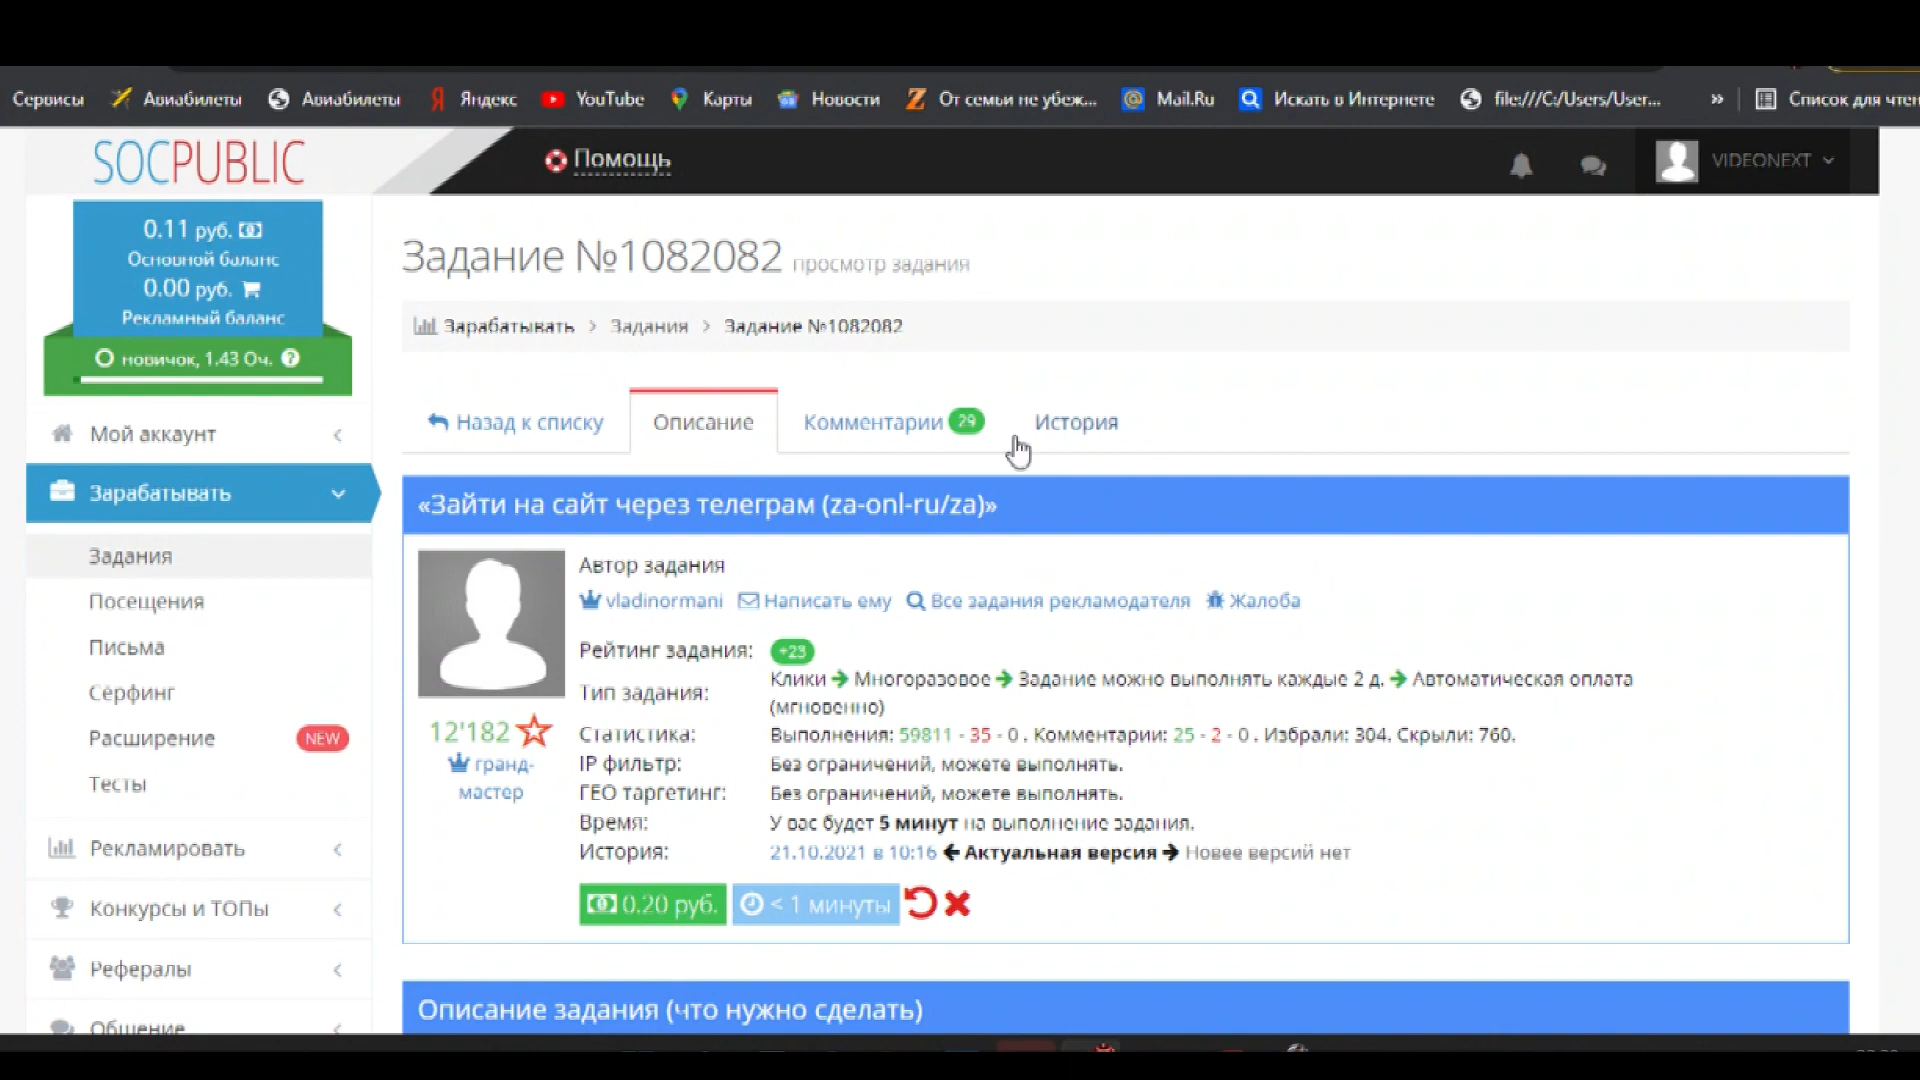 Сервисы Авиабилеты Авиабилеты Яндекс YouTube Карты Новости От семьи не убеж... Mail.Ru Искать в Интернете file:///C:/Users/User... » Список для чтен
SOCPUBLIC Помощь VIDEONEXT
0.11 руб.
Основной баланс
0.00 руб.
Рекламный баланс
новичок, 1.43 Оч. ?
Мой аккаунт
Зарабатывать
Задания
Посещения
Письма
Серфинг
Расширение NEW
Тесты
Рекламировать
Конкурсы и ТОПы
Рефералы
Общение
Задание №1082082 просмотр задания
Зарабатывать > Задания > Задание №1082082
Назад к списку Описание Комментарии 29 История
«Зайти на сайт через телеграм (za-onl-ru/za)»
12'182
гранд-
мастер
Автор задания
vladinormani Написать ему Все задания рекламодателя Жалоба
Рейтинг задания: +23
Тип задания: Клики → Многоразовое → Задание можно выполнять каждые 2 д. → Автоматическая оплата
(мгновенно)
Статистика: Выполнения: 59811 - 35 - 0 . Комментарии: 25 - 2 - 0 . Избрали: 304. Скрыли: 760.
IP фильтр: Без ограничений, можете выполнять.
ГЕО таргетинг: Без ограничений, можете выполнять.
Время: У вас будет 5 минут на выполнение задания.
История: 21.10.2021 в 10:16 ← Актуальная версия → Новее версий нет
0.20 руб. < 1 минуты
Описание задания (что нужно сделать)